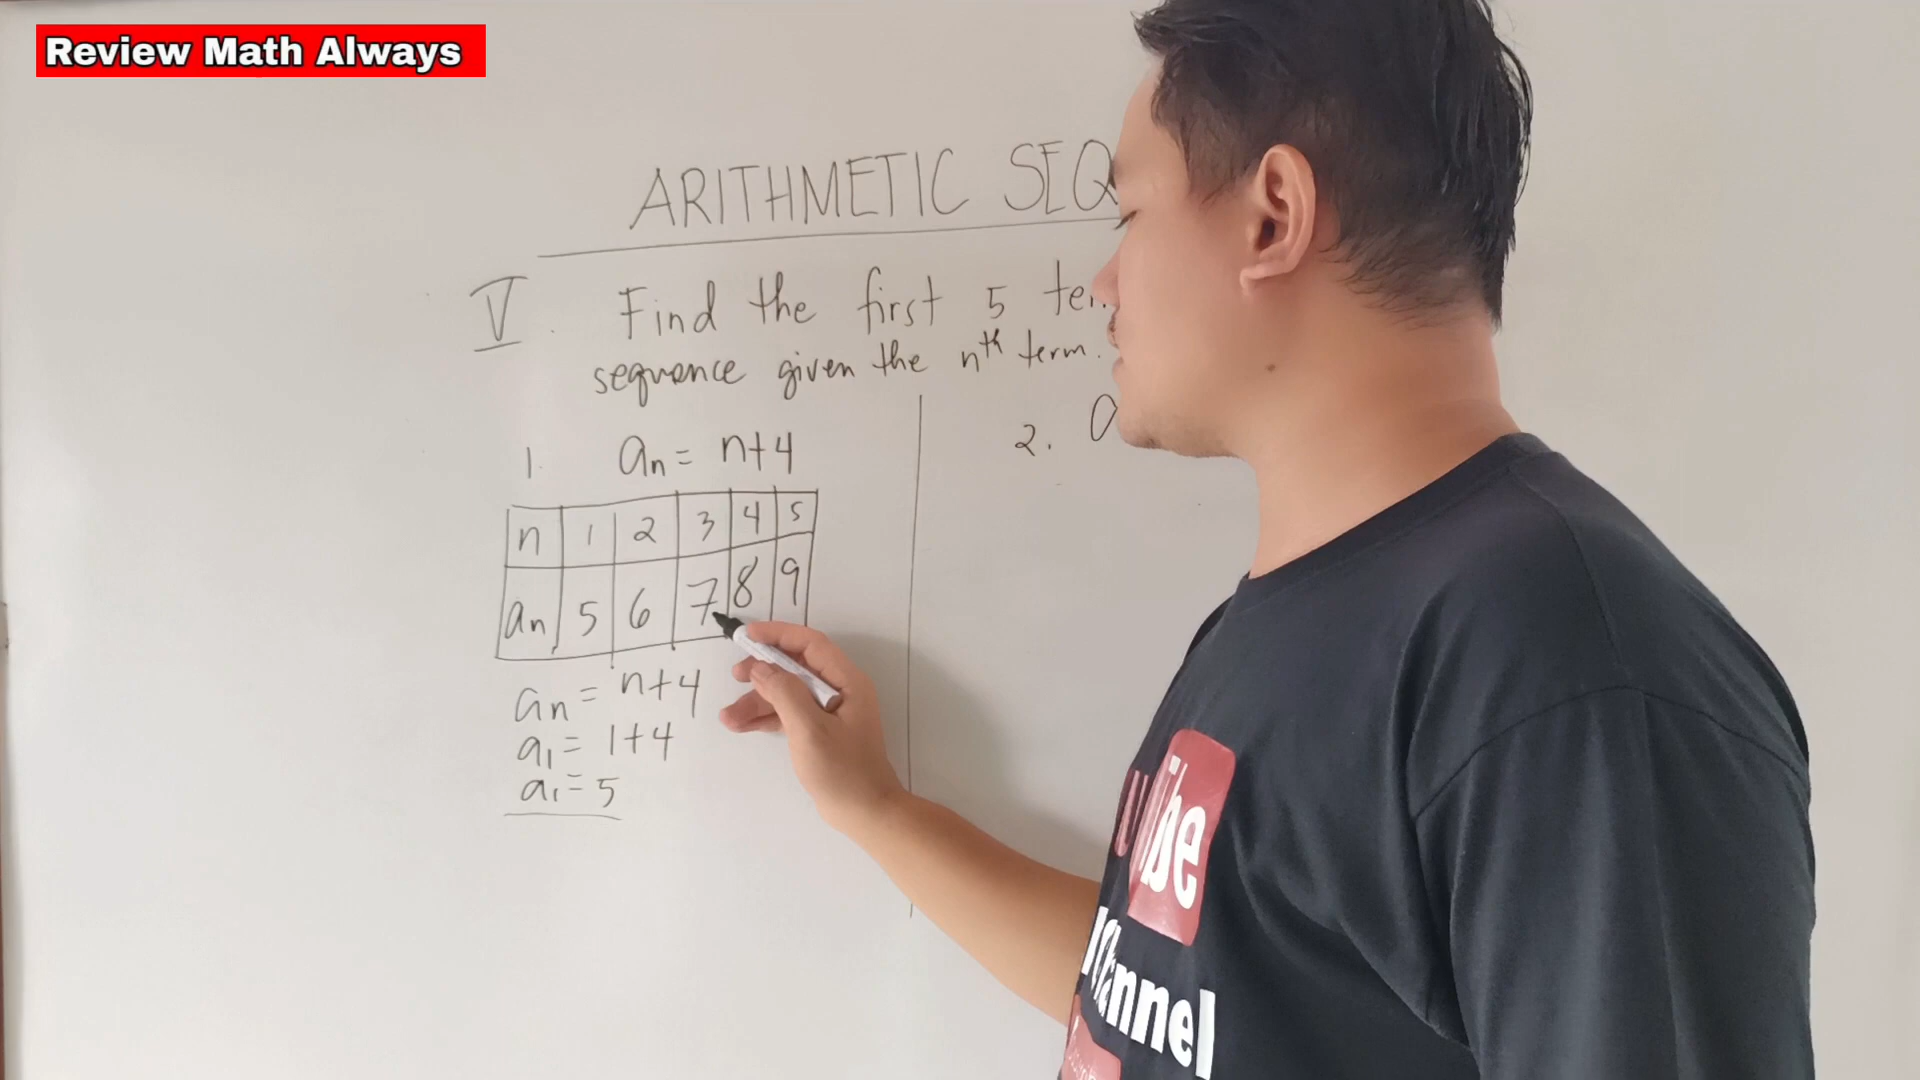 Review Math Always
ARITHMETIC SEQ
V. Find the first 5
sequence given the nth term.
1. an = n+4
2.
n 1 2 3 4 5
an 5 6 7 8 9
an = n+4
a1 = 1+4
a1 = 5
Channel